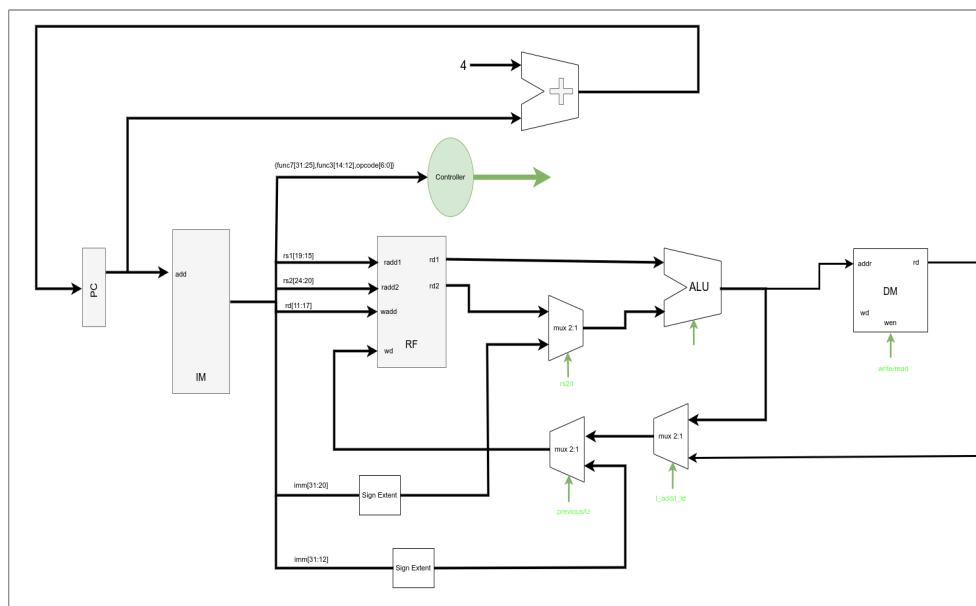 4
{func7[31:25],func3[14:12],opcode[6:0]}
Controller
rs1[19:15]
rs2[24:20]
rd[11:17]
PC
add
IM
radd1
radd2
wadd
wd
rd1
rd2
RF
mux 2:1
rs2/i
ALU
addr
rd
DM
wd
wen
write/read
mux 2:1
previous/U
mux 2:1
imm[31:20]
Sign Extent
imm[31:12]
Sign Extent